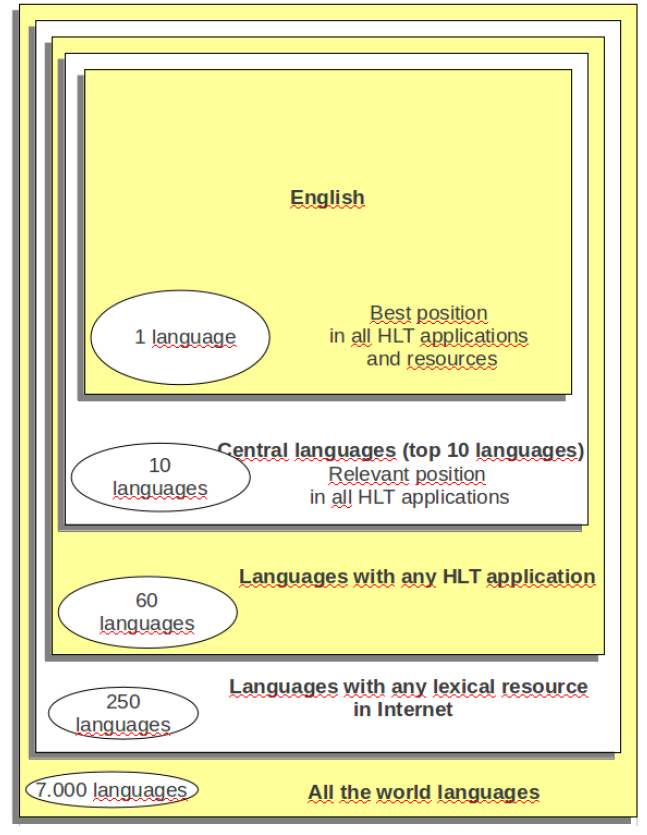 English
1 language
Best position
in all HLT applications
and resources
Central languages (top 10 languages)
10
languages
Relevant position
in all HLT applications
Languages with any HLT application
60
languages
Languages with any lexical resource
in Internet
250
languages
7.000 languages
All the world languages